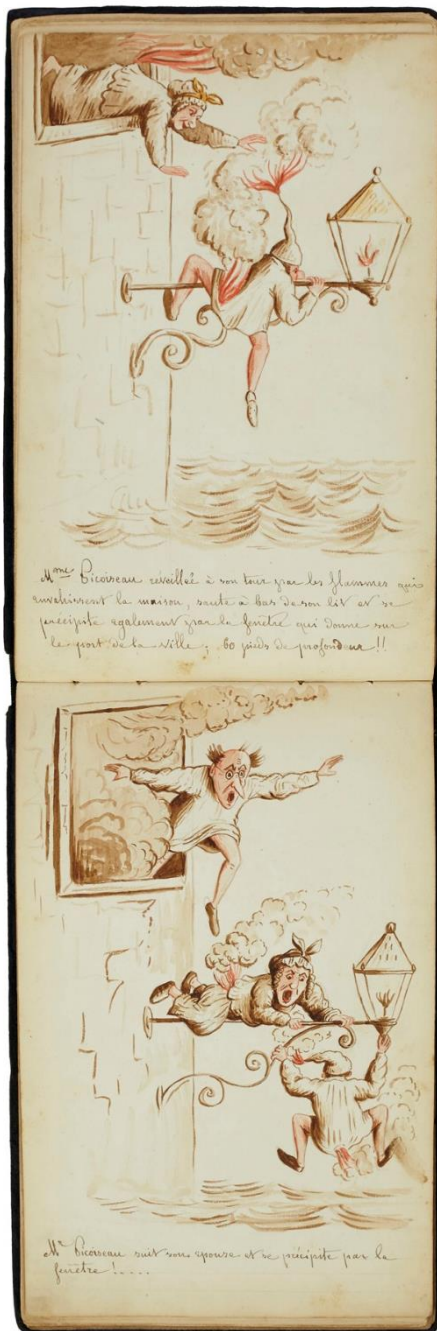 Mme Picoiseau réveillée à son tour par les flammes qui
envahissent la maison, saute à bas de son lit et se
précipite également par la fenêtre qui donne sur
le port de la ville; 60 pieds de profondeur!!
Mr Picoiseau suit son épouse et se précipite par la
fenêtre!....